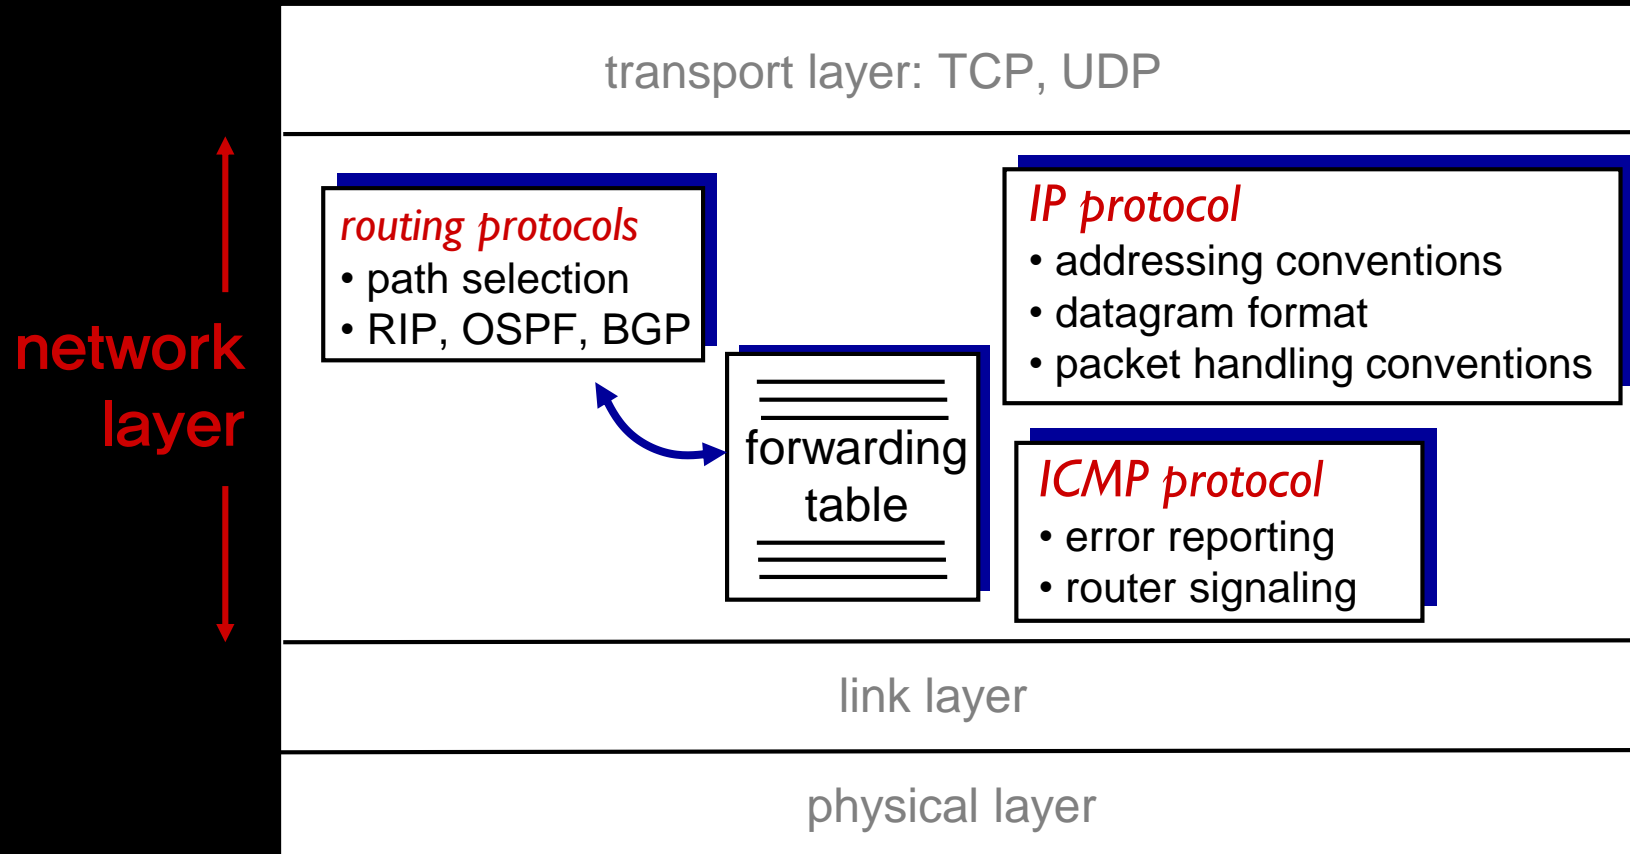 transport layer: TCP, UDP
network
layer
routing protocols
• path selection
• RIP, OSPF, BGP
forwarding
table
IP protocol
• addressing conventions
• datagram format
• packet handling conventions
ICMP protocol
• error reporting
• router signaling
link layer
physical layer